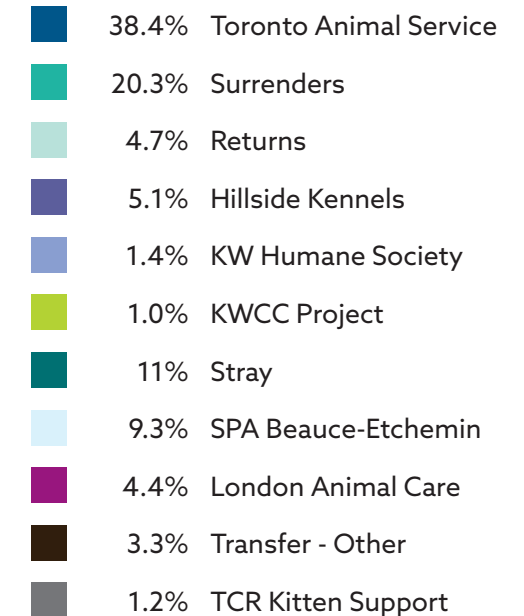 38.4% Toronto Animal Service
20.3% Surrenders
4.7% Returns
5.1% Hillside Kennels
1.4% KW Humane Society
1.0% KWCC Project
11% Stray
9.3% SPA Beauce-Etchemin
4.4% London Animal Care
3.3% Transfer - Other
1.2% TCR Kitten Support